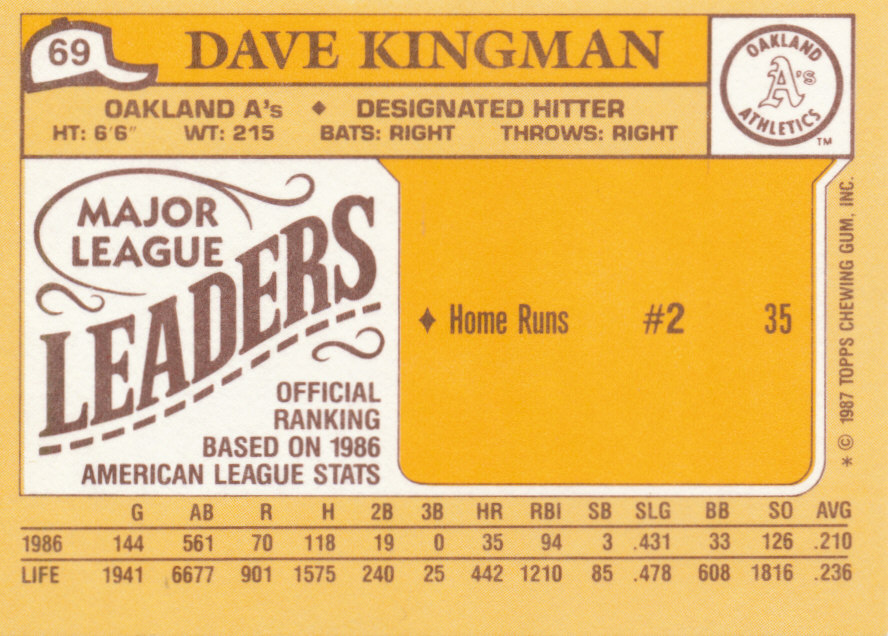 69
DAVE KINGMAN
OAKLAND A's ♦ DESIGNATED HITTER
HT: 6'6" WT: 215 BATS: RIGHT THROWS: RIGHT
OAKLAND
A's
ATHLETICS
TM
MAJOR
LEAGUE
LEADERS
OFFICIAL
RANKING
BASED ON 1986
AMERICAN LEAGUE STATS
♦ Home Runs #2 35
* © 1987 TOPPS CHEWING GUM, INC.
G AB R H 2B 3B HR RBI SB SLG BB SO AVG
1986 144 561 70 118 19 0 35 94 3 .431 33 126 .210
LIFE 1941 6677 901 1575 240 25 442 1210 85 .478 608 1816 .236